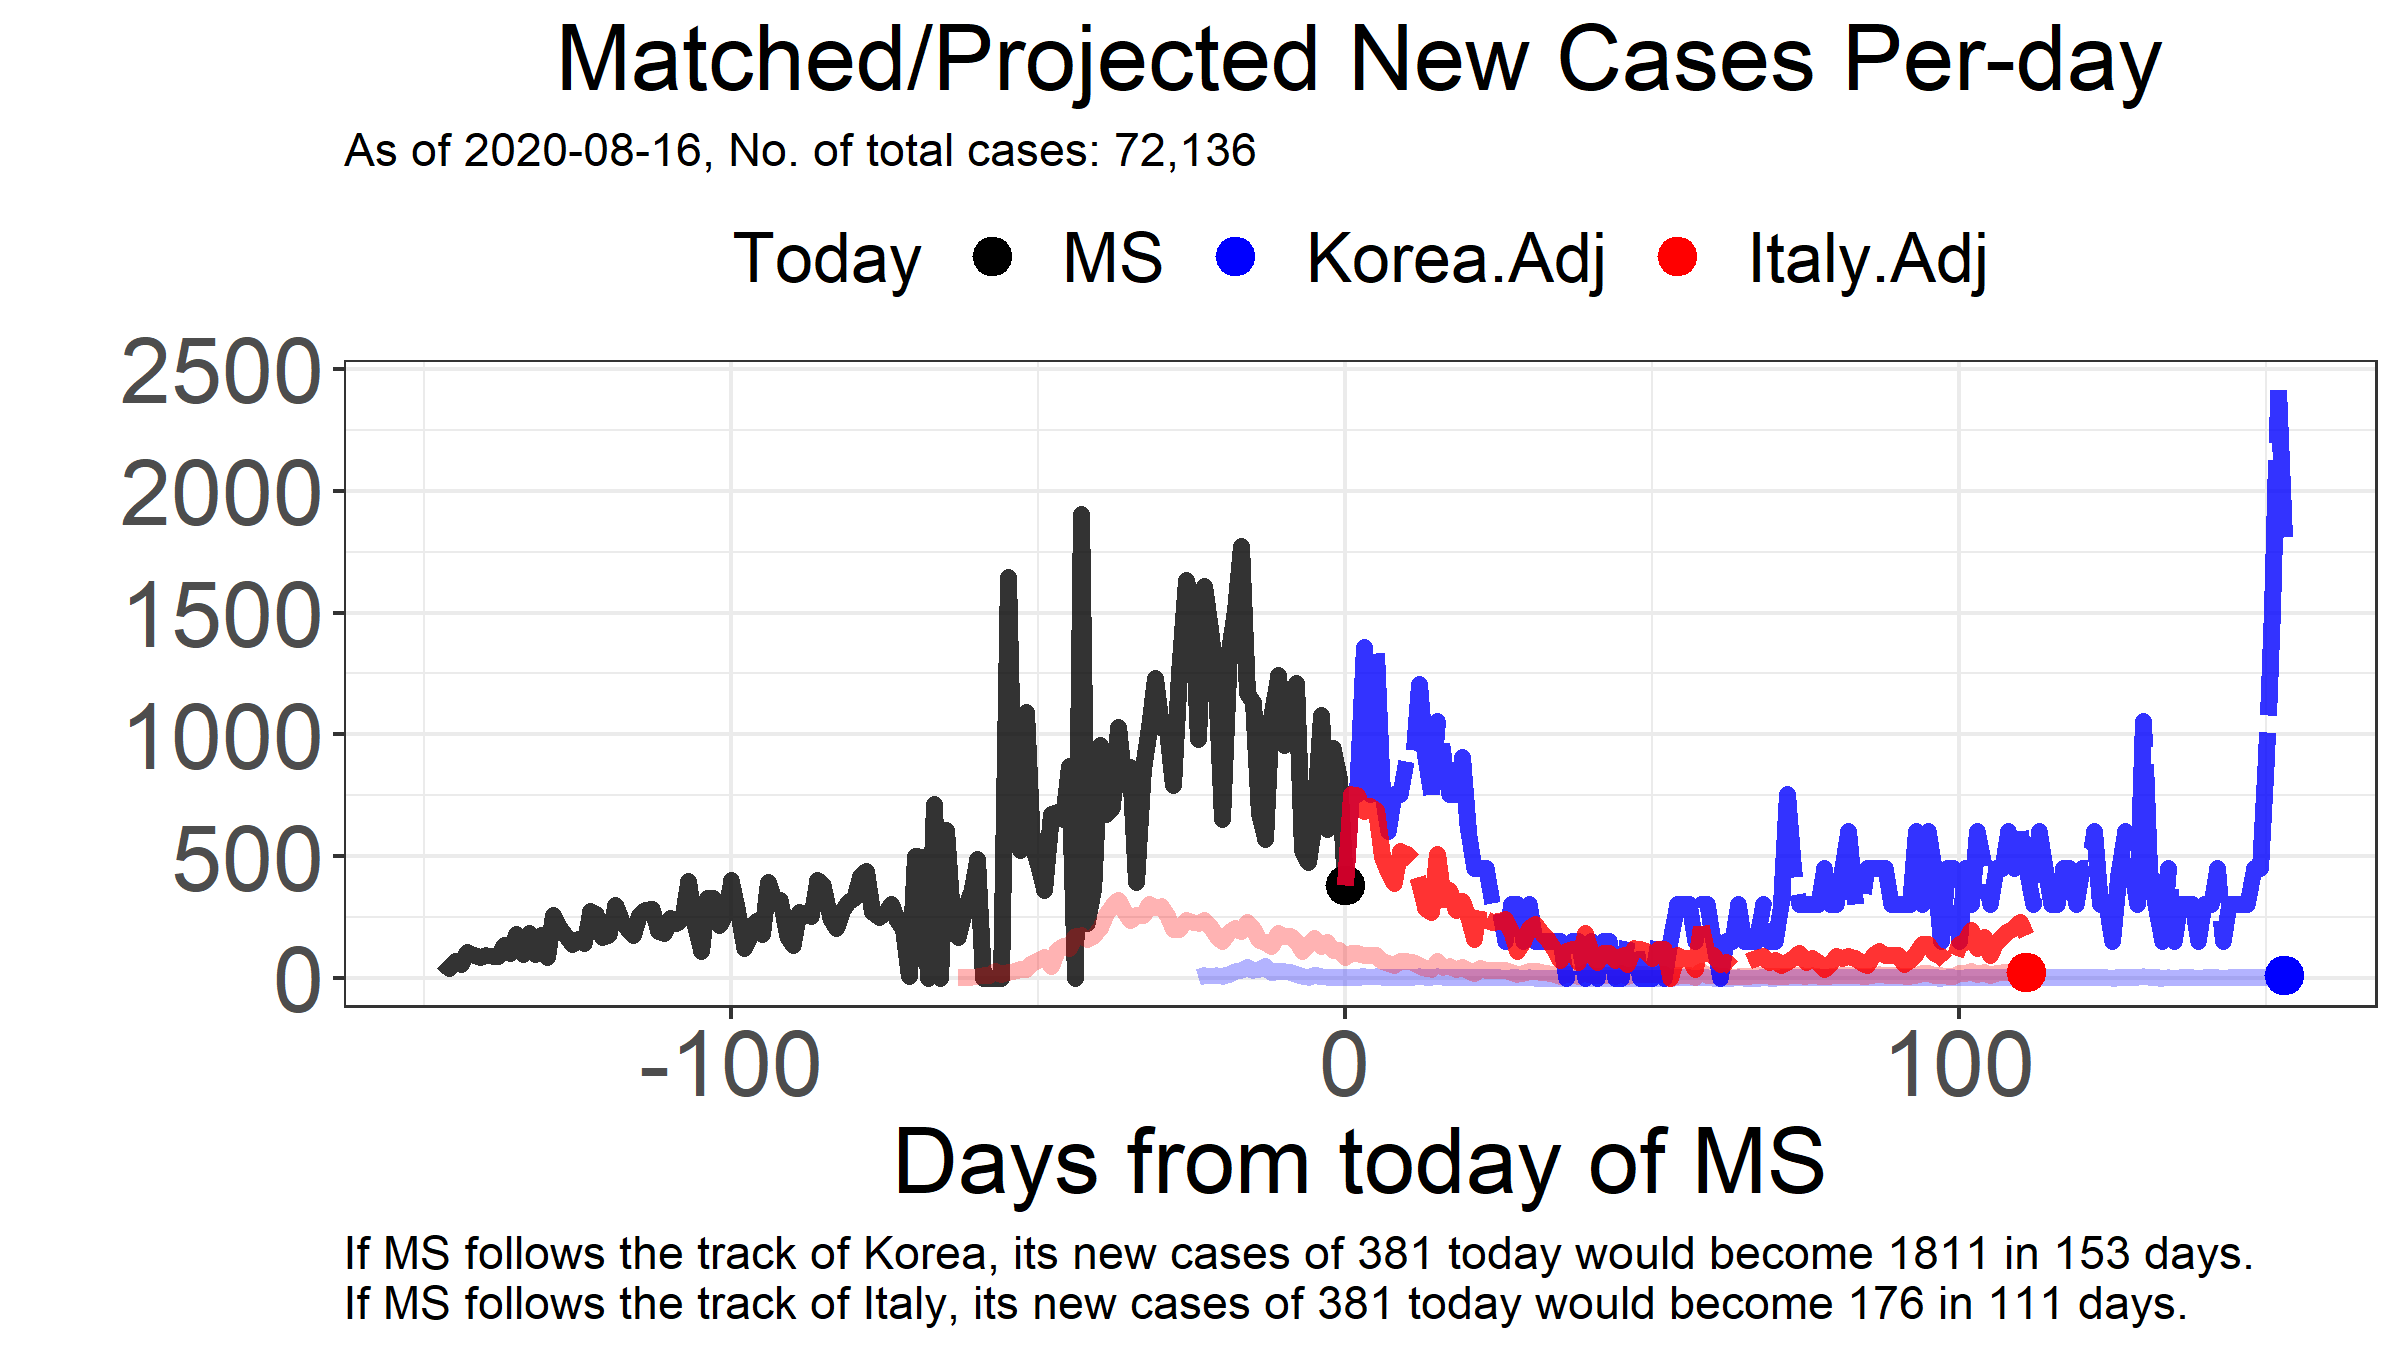 Matched/Projected New Cases Per-day
As of 2020-08-16, No. of total cases: 72,136
Today MS Korea.Adj Italy.Adj
2500
2000
1500
1000
500
0
-100 0 100
Days from today of MS
If MS follows the track of Korea, its new cases of 381 today would become 1811 in 153 days.
If MS follows the track of Italy, its new cases of 381 today would become 176 in 111 days.